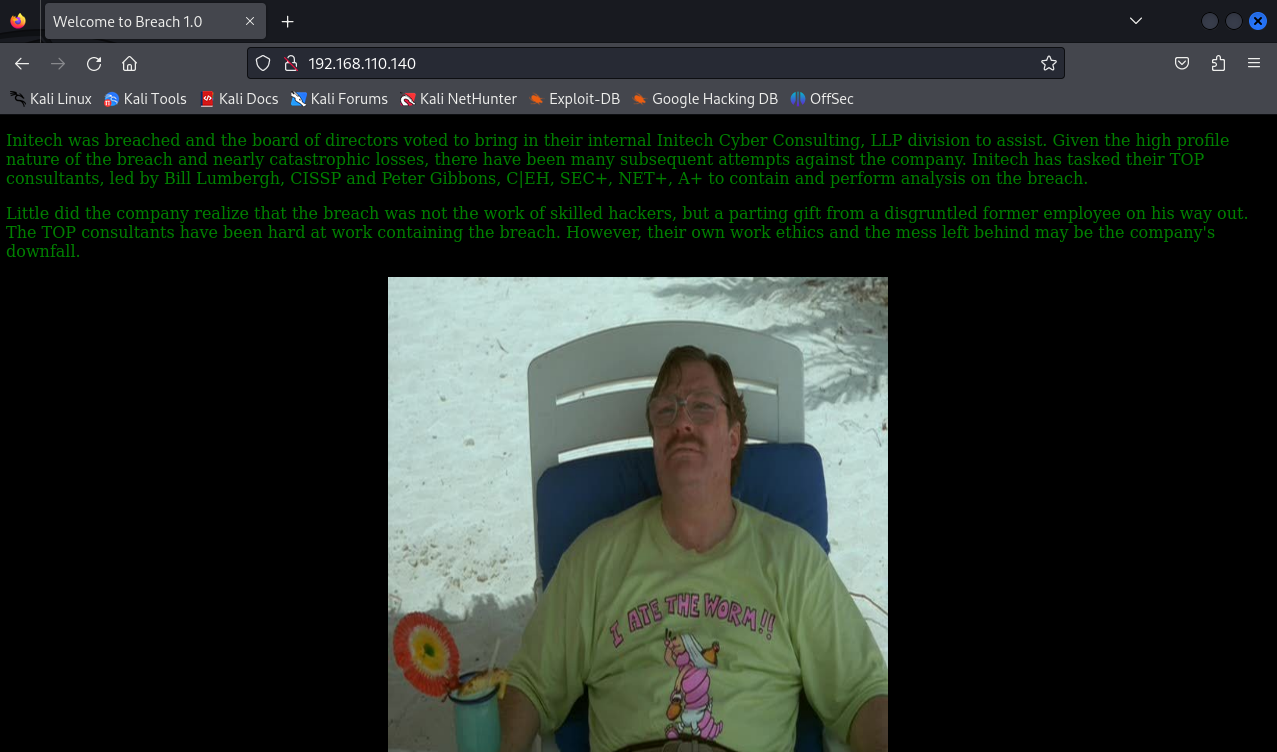 Welcome to Breach 1.0
192.168.110.140
Kali Linux Kali Tools Kali Docs Kali Forums Kali NetHunter Exploit-DB Google Hacking DB OffSec
Initech was breached and the board of directors voted to bring in their internal Initech Cyber Consulting, LLP division to assist. Given the high profile
nature of the breach and nearly catastrophic losses, there have been many subsequent attempts against the company. Initech has tasked their TOP
consultants, led by Bill Lumbergh, CISSP and Peter Gibbons, C|EH, SEC+, NET+, A+ to contain and perform analysis on the breach.
Little did the company realize that the breach was not the work of skilled hackers, but a parting gift from a disgruntled former employee on his way out.
The TOP consultants have been hard at work containing the breach. However, their own work ethics and the mess left behind may be the company's
downfall.
I ATE THE WORM!!